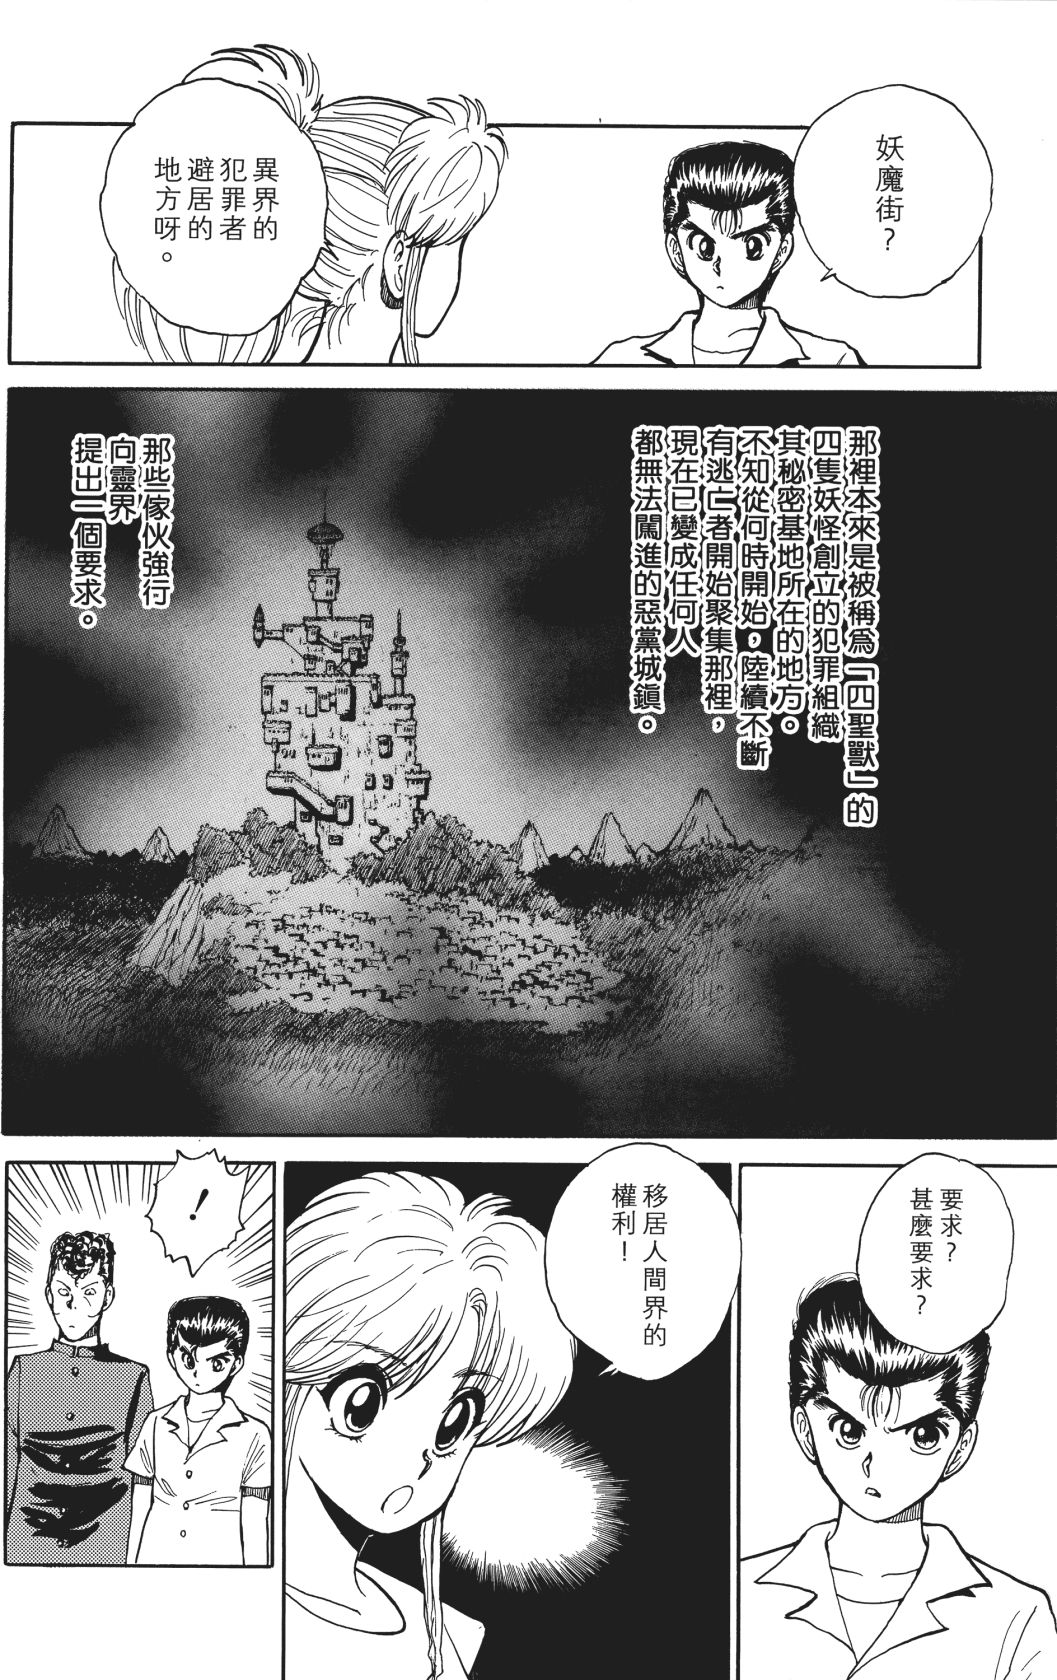 妖魔街？
異界的
犯罪者
避居的
地方呀。
那裡本來是被稱為「四聖獸」的
四隻妖怪創立的犯罪組織
其秘密基地所在的地方。
不知從何時開始，陸續不斷
有逃亡者開始聚集那裡，
現在已變成任何人
都無法闖進的惡黨城鎮。
那些傢伙強行
向靈界
提出一個要求。
要求？
甚麼要求？
移居人間界的
權利！
！